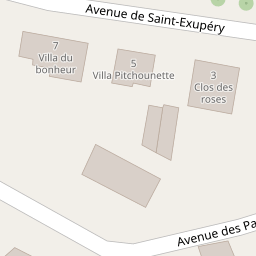 Avenue de Saint-Exupéry
7
Villa du
bonheur
5
Villa Pitchounette
3
Clos des
roses
Avenue des Pa